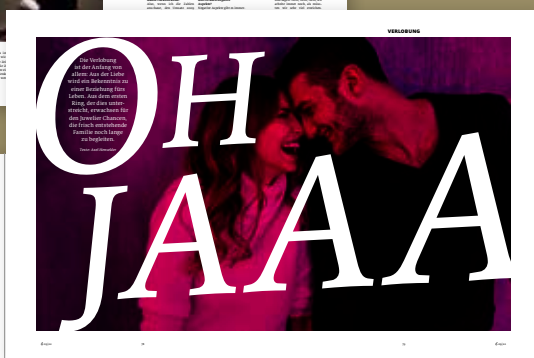 VERLOBUNG
OH
JAAA
Die Verlobung
ist der Anfang von
allem: Aus der Liebe
wird ein Bekenntnis zu
einer Beziehung fürs
Leben. Aus dem ersten
Ring, der dies unter-
streicht, erwachsen für
den Juwelier Chancen,
die frisch entstehende
Familie noch lange
zu begleiten.